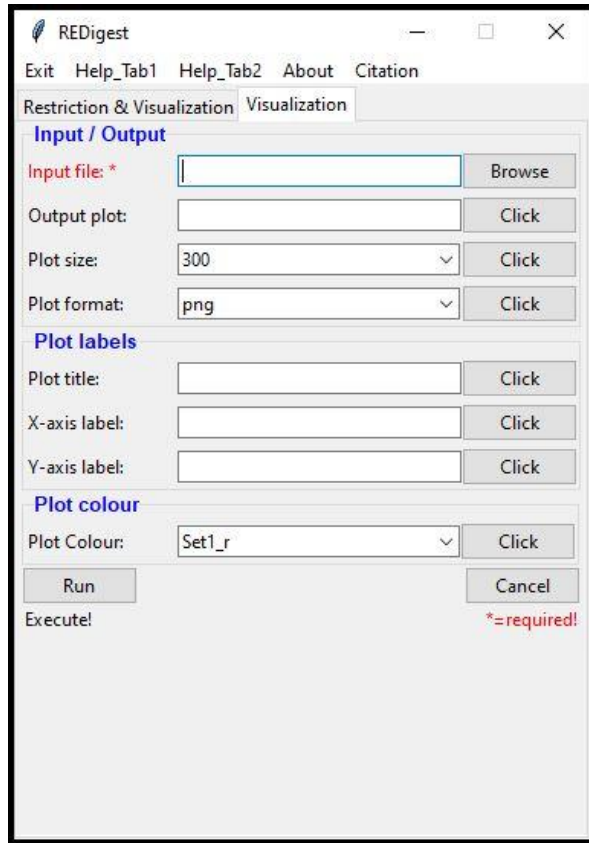 REDigest
Exit Help_Tab1 Help_Tab2 About Citation
Restriction & Visualization Visualization
Input / Output
Input file: * Browse
Output plot: Click
Plot size: 300 Click
Plot format: png Click
Plot labels
Plot title: Click
X-axis label: Click
Y-axis label: Click
Plot colour
Plot Colour: Set1_r Click
Run Cancel
Execute! *=required!